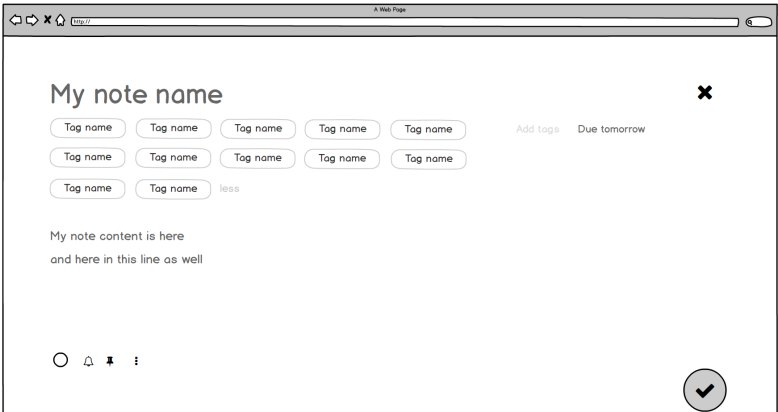 A Web Page
http://
My note name
Tag name Tag name Tag name Tag name Tag name Add tags Due tomorrow
Tag name Tag name Tag name Tag name Tag name
Tag name Tag name less
My note content is here
and here in this line as well